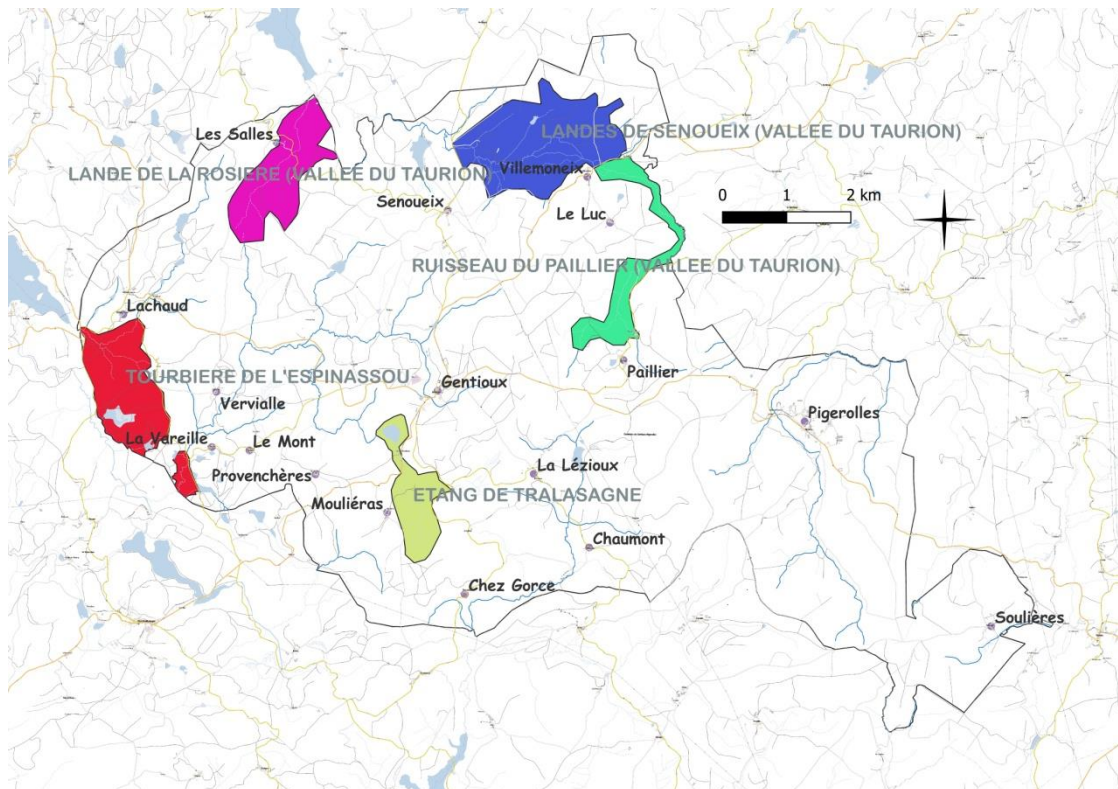 LANDES DE SENOUEIX (VALLEE DU TAURION)
Les Salles
Villemoneix
LANDE DE LA ROSIERE (VALLEE DU TAURION)
Senoueix
Le Luc
0 1 2 km
RUISSEAU DU PAILLIER (VALLEE DU TAURION)
Lachaud
Paillier
TOURBIERE DE L'ESPINASSOU
Gentioux
Vervialle
Pigerolles
La Vareille
Le Mont
Provenchères
La Lézioux
ETANG DE TRALASAGNE
Mouliéras
Chaumont
Chez Gorce
Soulières